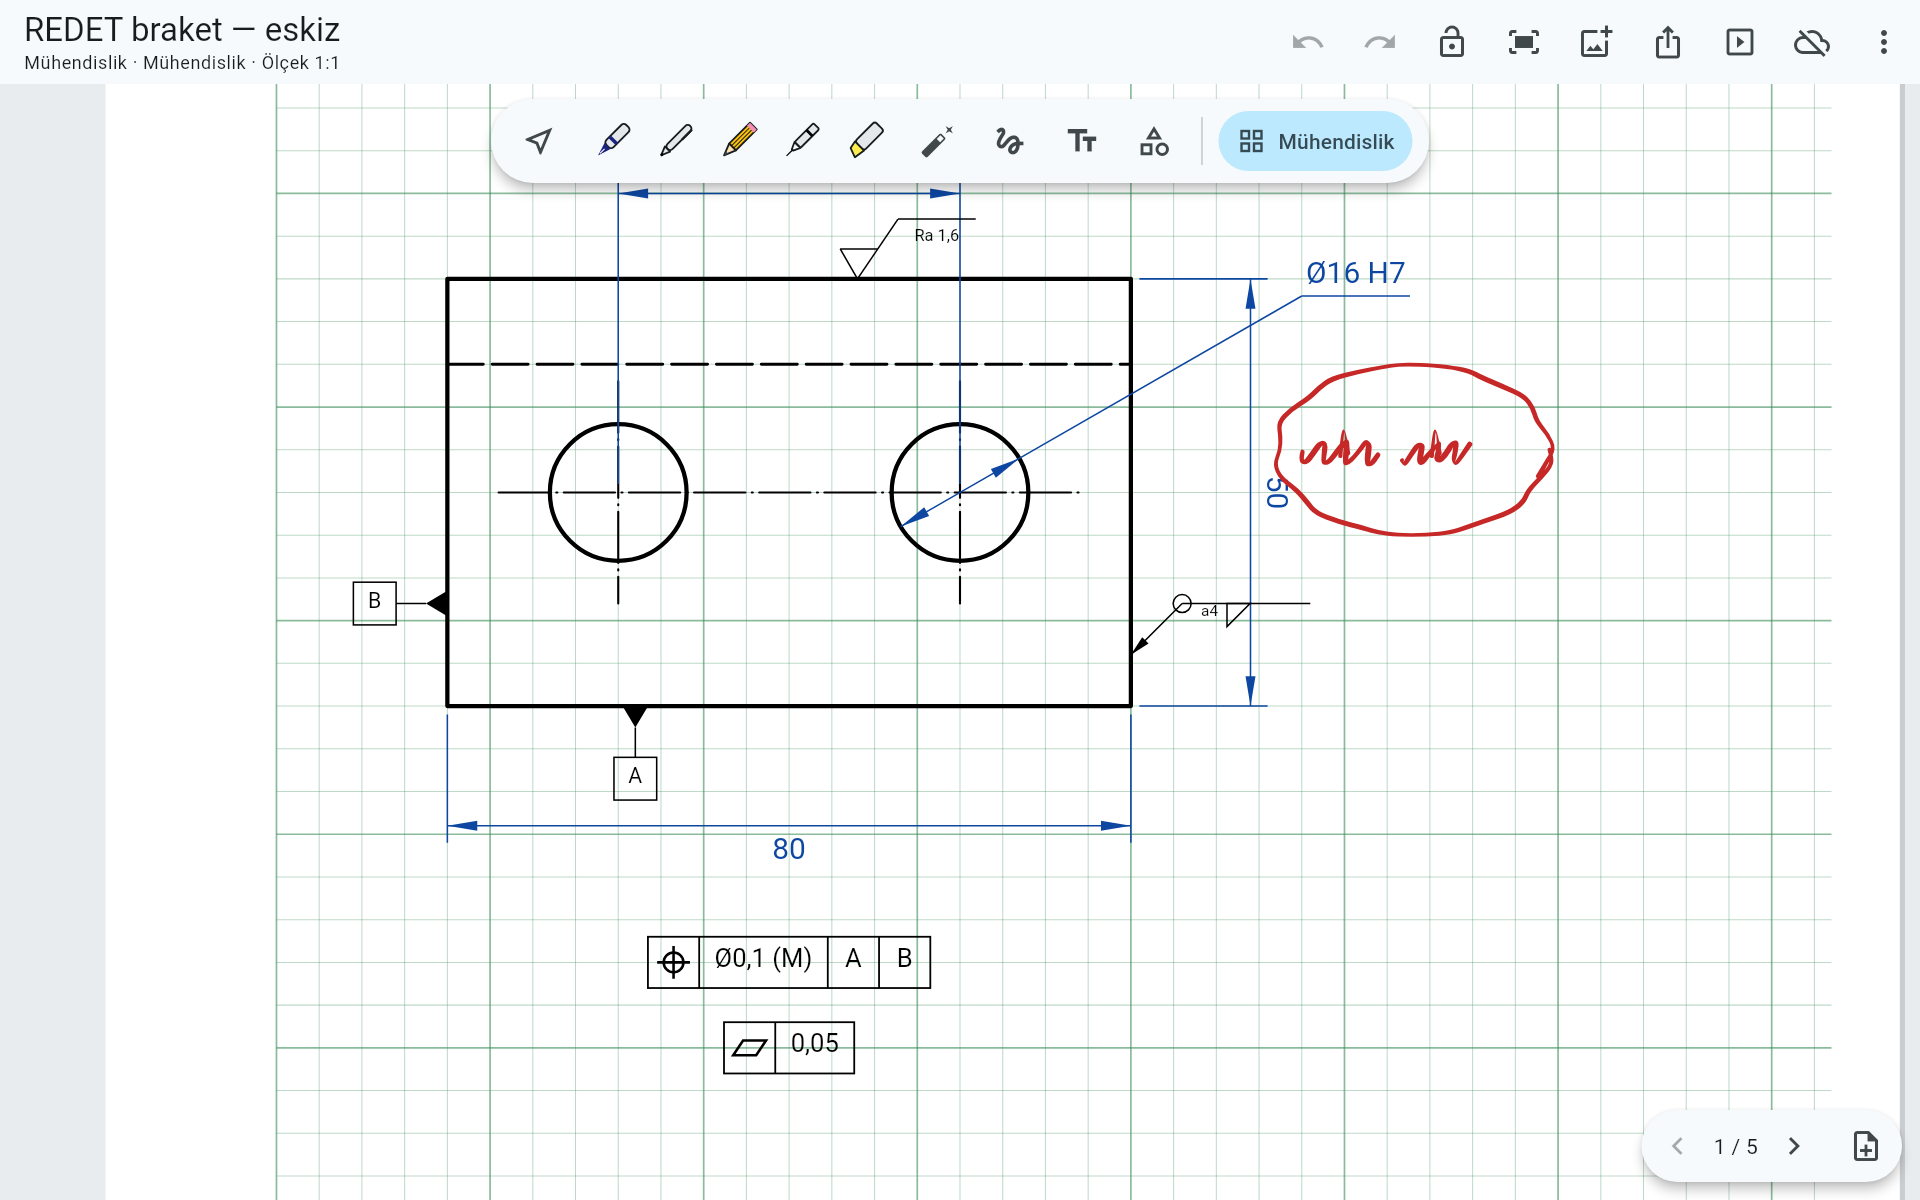 REDET braket — eskiz
Mühendislik · Mühendislik · Ölçek 1:1
Mühendislik
Ra 1,6
Ø16 H7
50
B
a4
A
80
Ø0,1 (M) A B
0,05
1 / 5